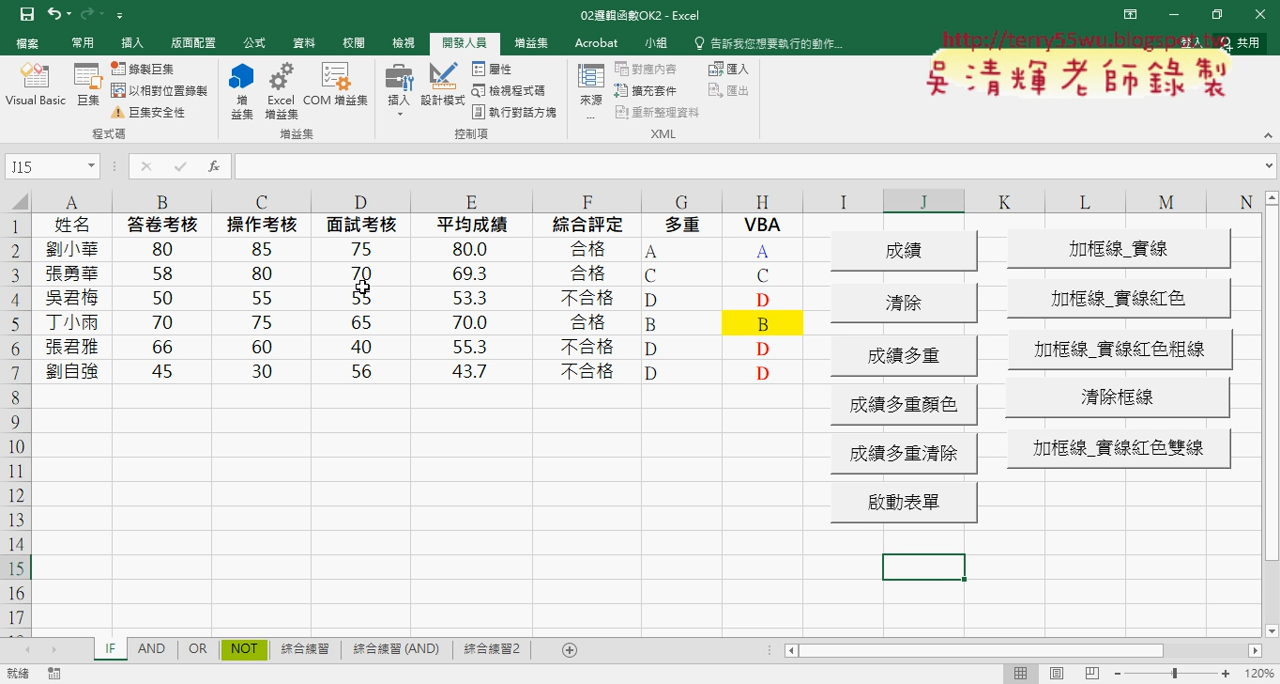 02邏輯函數OK2 - Excel
檔案 常用 插入 版面配置 公式 資料 校閱 檢視 開發人員 增益集 Acrobat 小組 告訴我您想要執行的動作... 登入 共用
http://terry55wu.blogspot.tw
吳清輝老師錄製
Visual Basic 巨集 錄製巨集 以相對位置錄製 巨集安全性 程式碼
增益集 Excel 增益集 COM 增益集 增益集
插入 設計模式 屬性 檢視程式碼 執行對話方塊 控制項
來源... 對應內容 擴充套件 重新整理資料 匯入 匯出 XML
J15 fx
A B C D E F G H I J K L M N
1 姓名 答卷考核 操作考核 面試考核 平均成績 綜合評定 多重 VBA
2 劉小華 80 85 75 80.0 合格 A A
3 張勇華 58 80 70 69.3 合格 C C
4 吳君梅 50 55 55 53.3 不合格 D D
5 丁小雨 70 75 65 70.0 合格 B B
6 張君雅 66 60 40 55.3 不合格 D D
7 劉自強 45 30 56 43.7 不合格 D D
8
9
10
11
12
13
14
15
16
17
成績
清除
成績多重
成績多重顏色
成績多重清除
啟動表單
加框線_實線
加框線_實線紅色
加框線_實線紅色粗線
清除框線
加框線_實線紅色雙線
IF AND OR NOT 綜合練習 綜合練習 (AND) 綜合練習2
就緒 120%